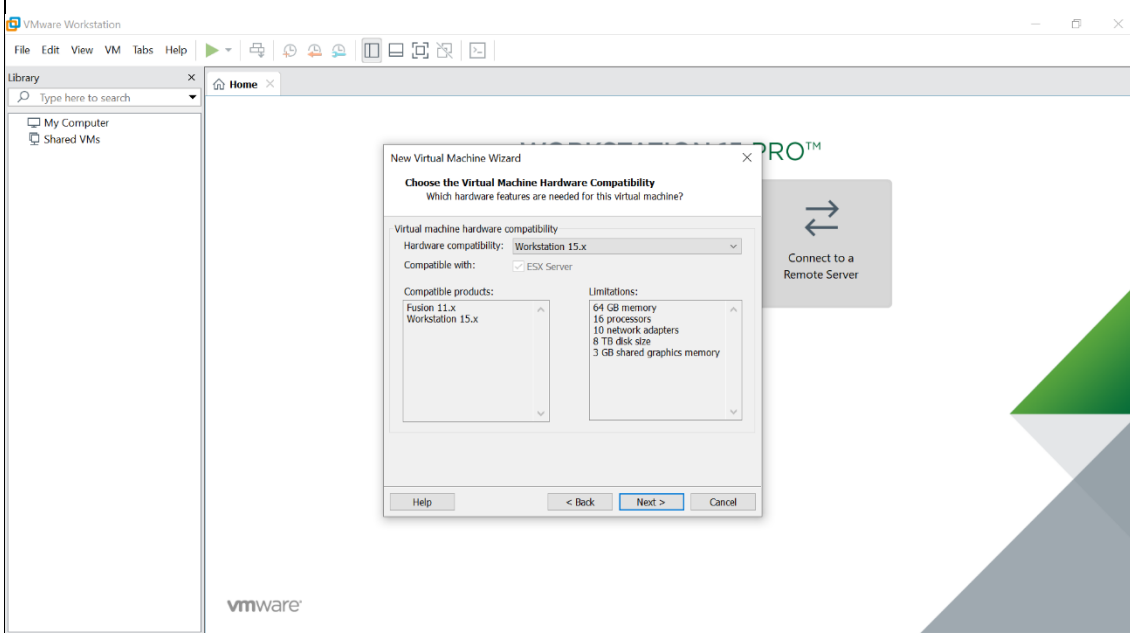 VMware Workstation
File Edit View VM Tabs Help
Library
Home
Type here to search
My Computer
Shared VMs
PRO™
New Virtual Machine Wizard
Choose the Virtual Machine Hardware Compatibility
Which hardware features are needed for this virtual machine?
Virtual machine hardware compatibility
Hardware compatibility: Workstation 15.x
Compatible with: ESX Server
Compatible products:
Fusion 11.x
Workstation 15.x
Limitations:
64 GB memory
16 processors
10 network adapters
8 TB disk size
3 GB shared graphics memory
Help < Back Next > Cancel
Connect to a
Remote Server
vmware